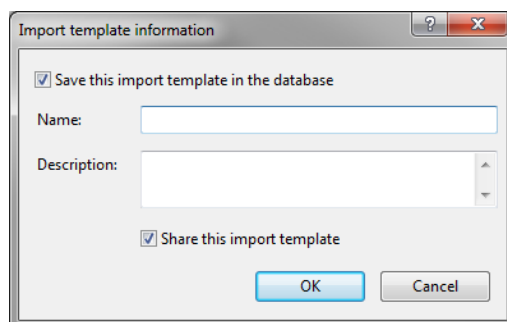 Import template information
?
Save this import template in the database
Name:
Description:
Share this import template
OK
Cancel